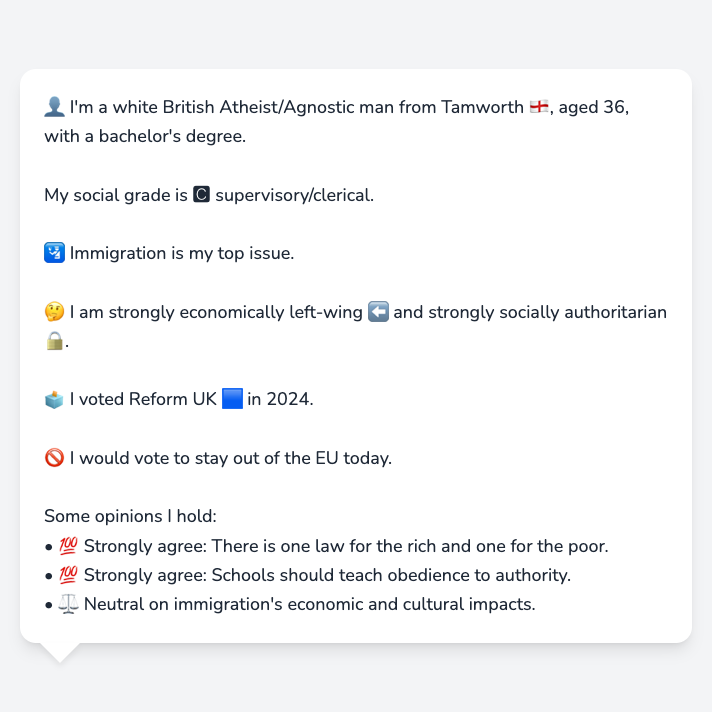 👤 I'm a white British Atheist/Agnostic man from Tamworth 🏴󠁧󠁢󠁥󠁮󠁧󠁿, aged 36,
with a bachelor's degree.
My social grade is 🅲 supervisory/clerical.
🛂 Immigration is my top issue.
🤔 I am strongly economically left-wing ⬅️ and strongly socially authoritarian
🔒.
🗳️ I voted Reform UK 🟦 in 2024.
🚫 I would vote to stay out of the EU today.
Some opinions I hold:
• 💯 Strongly agree: There is one law for the rich and one for the poor.
• 💯 Strongly agree: Schools should teach obedience to authority.
• ⚖️ Neutral on immigration's economic and cultural impacts.